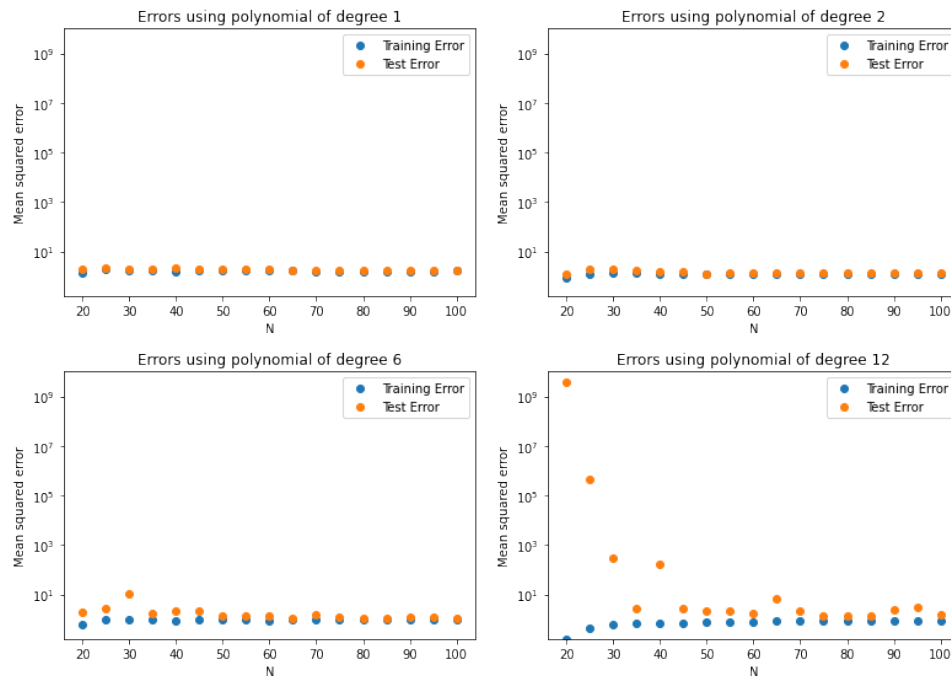 Errors using polynomial of degree 1
Mean squared error
10^9
10^7
10^5
10^3
10^1
Training Error
Test Error
20 30 40 50 60 70 80 90 100
N
Errors using polynomial of degree 2
Mean squared error
10^9
10^7
10^5
10^3
10^1
Training Error
Test Error
20 30 40 50 60 70 80 90 100
N
Errors using polynomial of degree 6
Mean squared error
10^9
10^7
10^5
10^3
10^1
Training Error
Test Error
20 30 40 50 60 70 80 90 100
N
Errors using polynomial of degree 12
Mean squared error
10^9
10^7
10^5
10^3
10^1
Training Error
Test Error
20 30 40 50 60 70 80 90 100
N